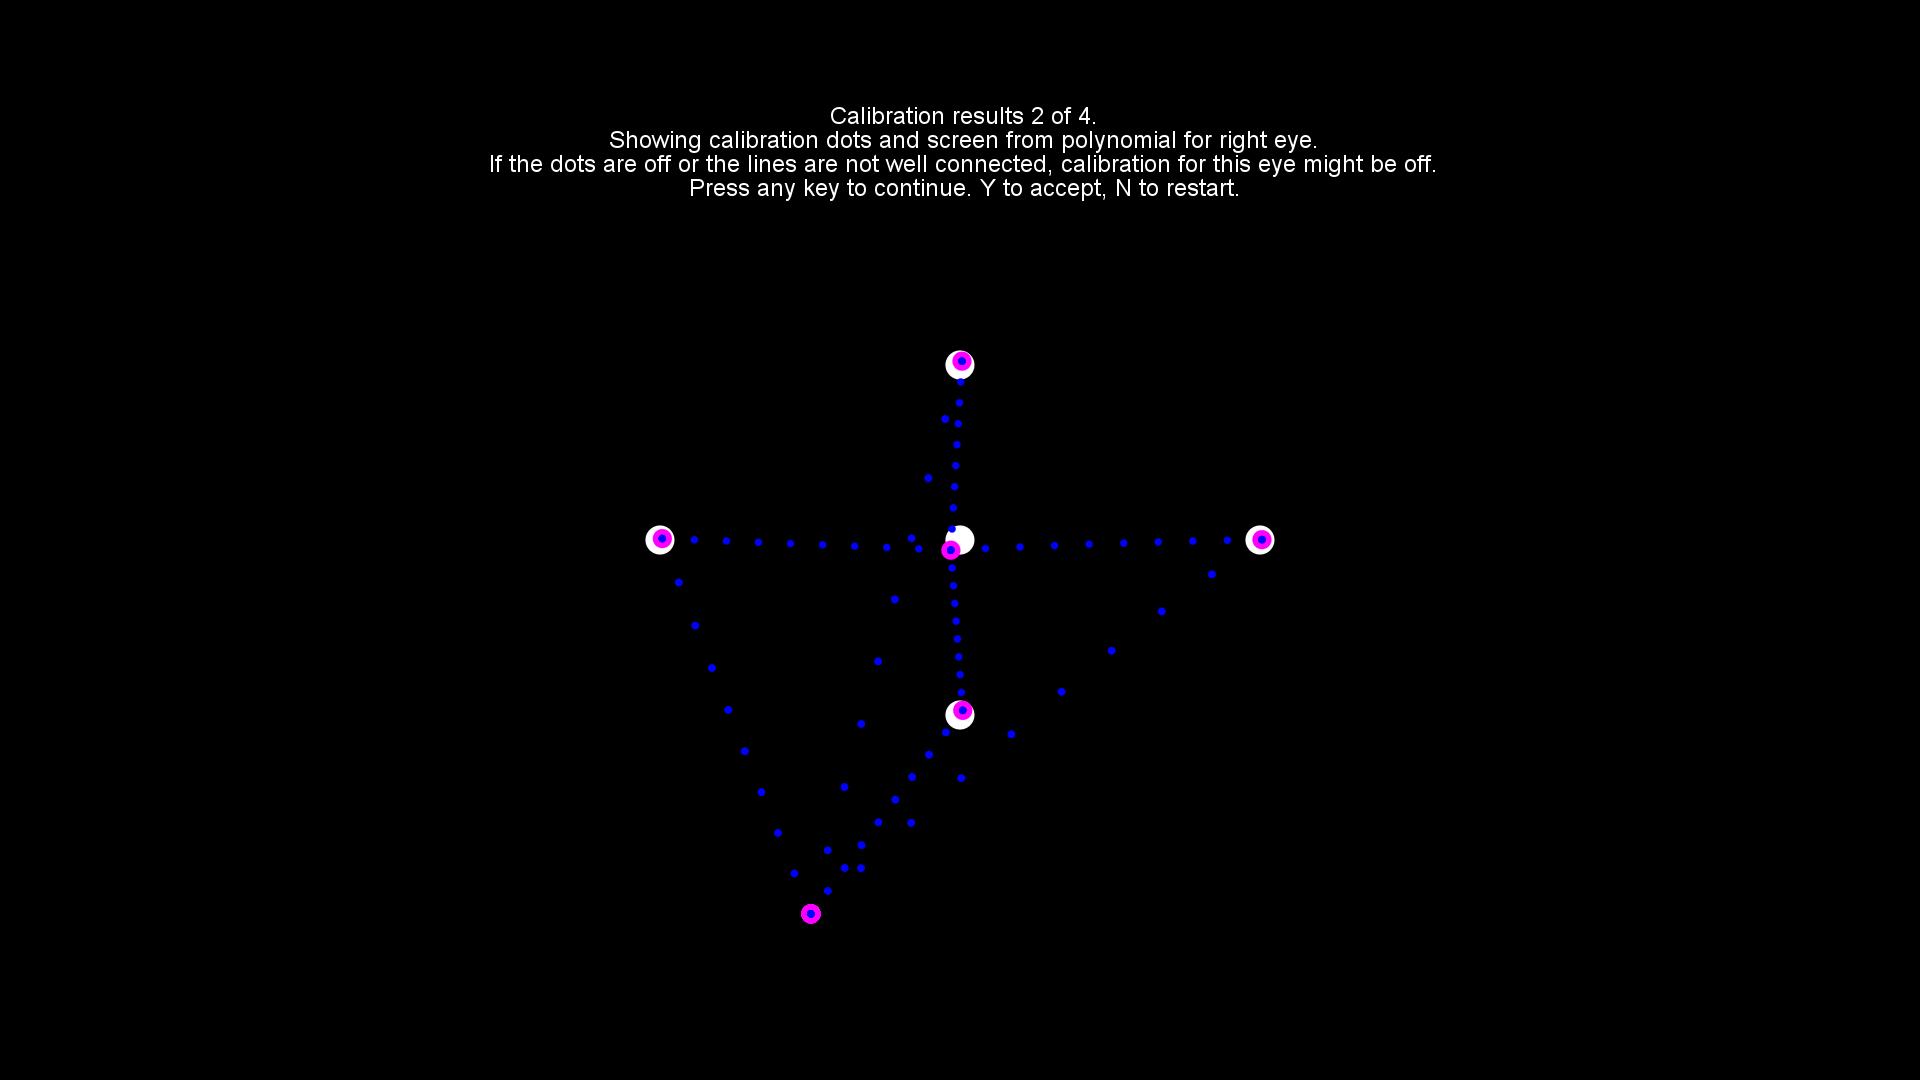 Calibration results 2 of 4.
Showing calibration dots and screen from polynomial for right eye.
If the dots are off or the lines are not well connected, calibration for this eye might be off.
Press any key to continue. Y to accept, N to restart.